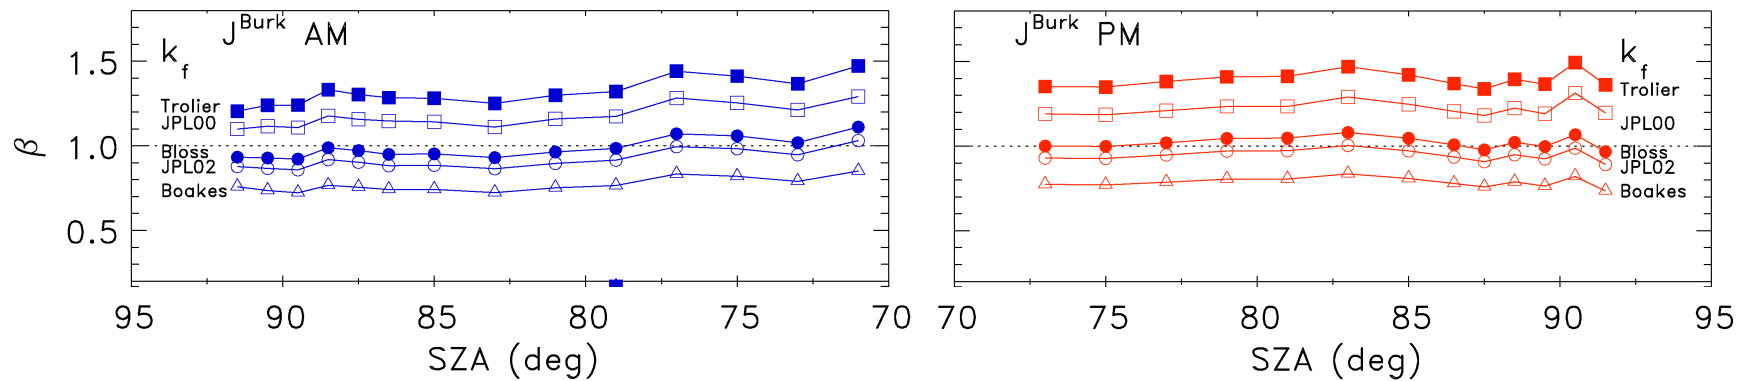 J^Burk AM
k_f
1.5
Trolier
JPL00
β
1.0
Bloss
JPL02
Boakes
0.5
95 90 85 80 75 70
SZA (deg)
J^Burk PM
k_f
Trolier
JPL00
Bloss
JPL02
Boakes
70 75 80 85 90 95
SZA (deg)